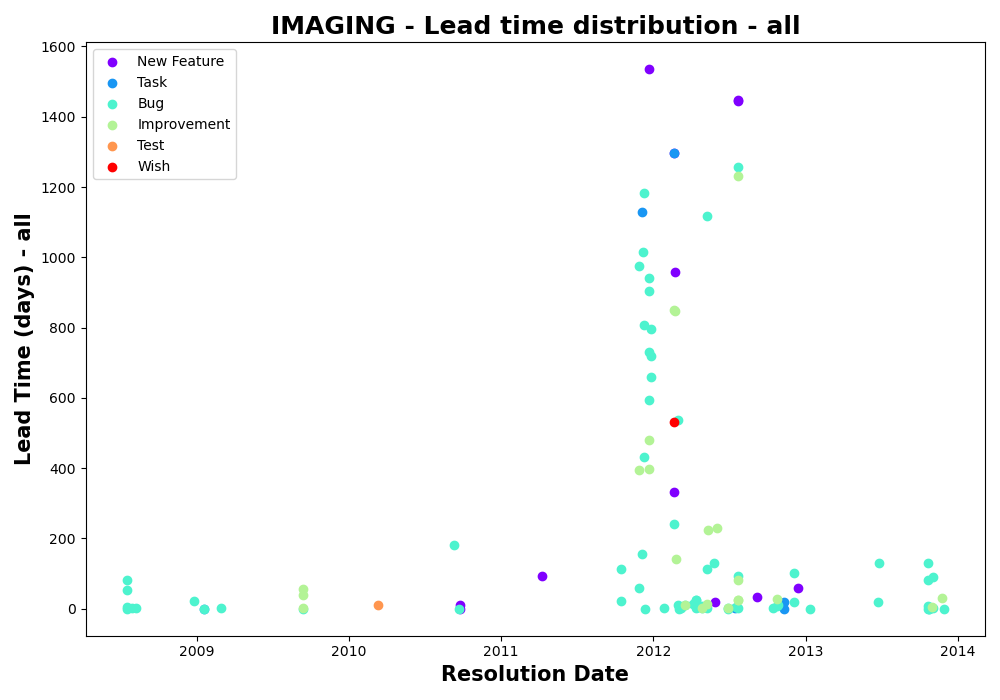 IMAGING - Lead time distribution - all
Lead Time (days) - all
1600
1400
1200
1000
800
600
400
200
0
New Feature
Task
Bug
Improvement
Test
Wish
2009 2010 2011 2012 2013 2014
Resolution Date